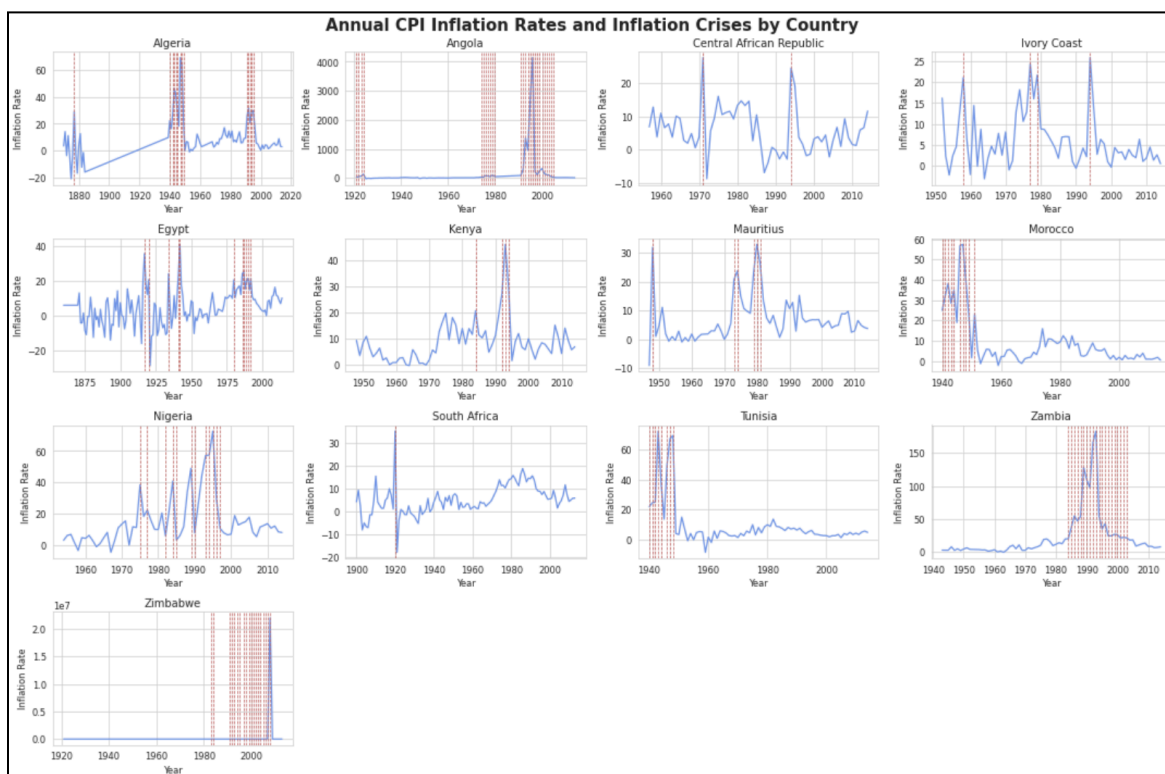 Annual CPI Inflation Rates and Inflation Crises by Country
Algeria
Inflation Rate
60
40
20
0
−20
1880 1900 1920 1940 1960 1980 2000 2020
Year
Angola
Inflation Rate
4000
3000
2000
1000
0
1920 1940 1960 1980 2000
Year
Central African Republic
Inflation Rate
20
10
0
−10
1960 1970 1980 1990 2000 2010
Year
Ivory Coast
Inflation Rate
25
20
15
10
5
0
1950 1960 1970 1980 1990 2000 2010
Year
Egypt
Inflation Rate
40
20
0
−20
1875 1900 1925 1950 1975 2000
Year
Kenya
Inflation Rate
40
30
20
10
0
1950 1960 1970 1980 1990 2000 2010
Year
Mauritius
Inflation Rate
30
20
10
0
−10
1950 1960 1970 1980 1990 2000 2010
Year
Morocco
Inflation Rate
60
50
40
30
20
10
0
1940 1960 1980 2000
Year
Nigeria
Inflation Rate
60
40
20
0
1960 1970 1980 1990 2000 2010
Year
South Africa
Inflation Rate
30
20
10
0
−10
−20
1900 1920 1940 1960 1980 2000
Year
Tunisia
Inflation Rate
60
40
20
0
1940 1960 1980 2000
Year
Zambia
Inflation Rate
150
100
50
0
1940 1950 1960 1970 1980 1990 2000 2010
Year
Zimbabwe
1e7
Inflation Rate
2.0
1.5
1.0
0.5
0.0
1920 1940 1960 1980 2000
Year